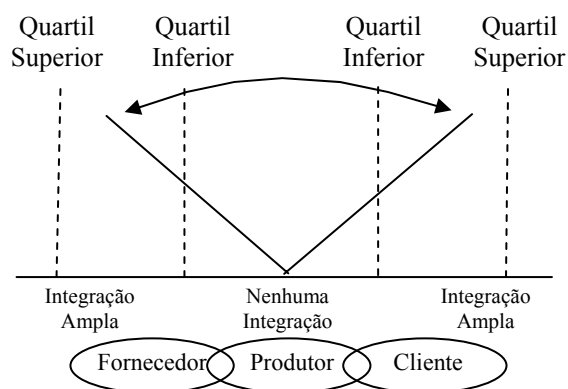 Quartil Quartil Quartil Quartil
Superior Inferior Inferior Superior
Integração Nenhuma Integração
Ampla Integração Ampla
Fornecedor Produtor Cliente